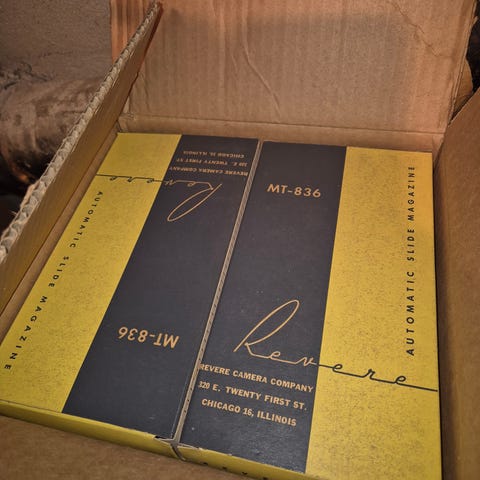 REVERE CAMERA COMPANY
320 E. TWENTY FIRST ST.
CHICAGO 16, ILLINOIS
Revere
AUTOMATIC SLIDE MAGAZINE
MT-836
MT-836
AUTOMATIC SLIDE MAGAZINE
Revere
REVERE CAMERA COMPANY
320 E. TWENTY FIRST ST.
CHICAGO 16, ILLINOIS